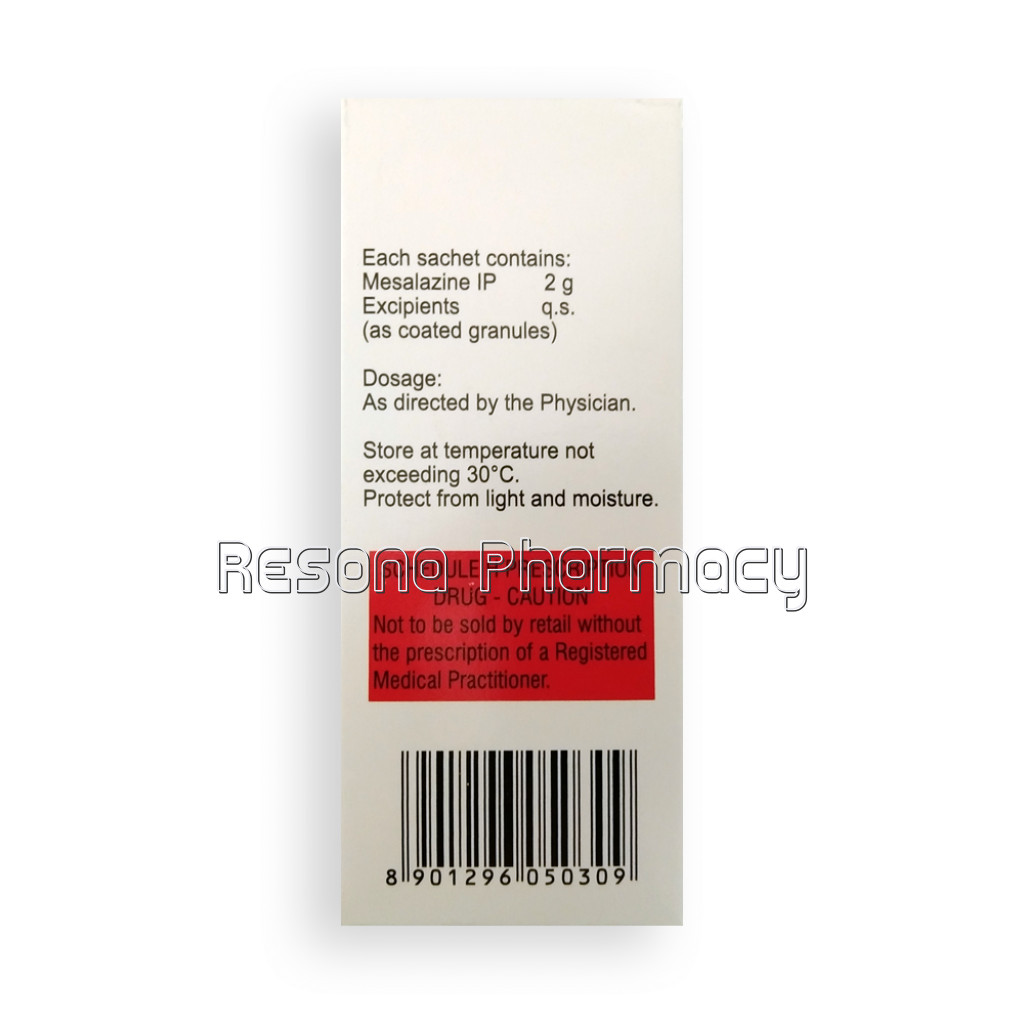 Each sachet contains:
Mesalazine IP 2 g
Excipients q.s.
(as coated granules)
Dosage:
As directed by the Physician.
Store at temperature not
exceeding 30°C.
Protect from light and moisture.
Resona Pharmacy
SCHEDULE PRESCRIPTION
DRUG - CAUTION
Not to be sold by retail without
the prescription of a Registered
Medical Practitioner.
8 901296 050309